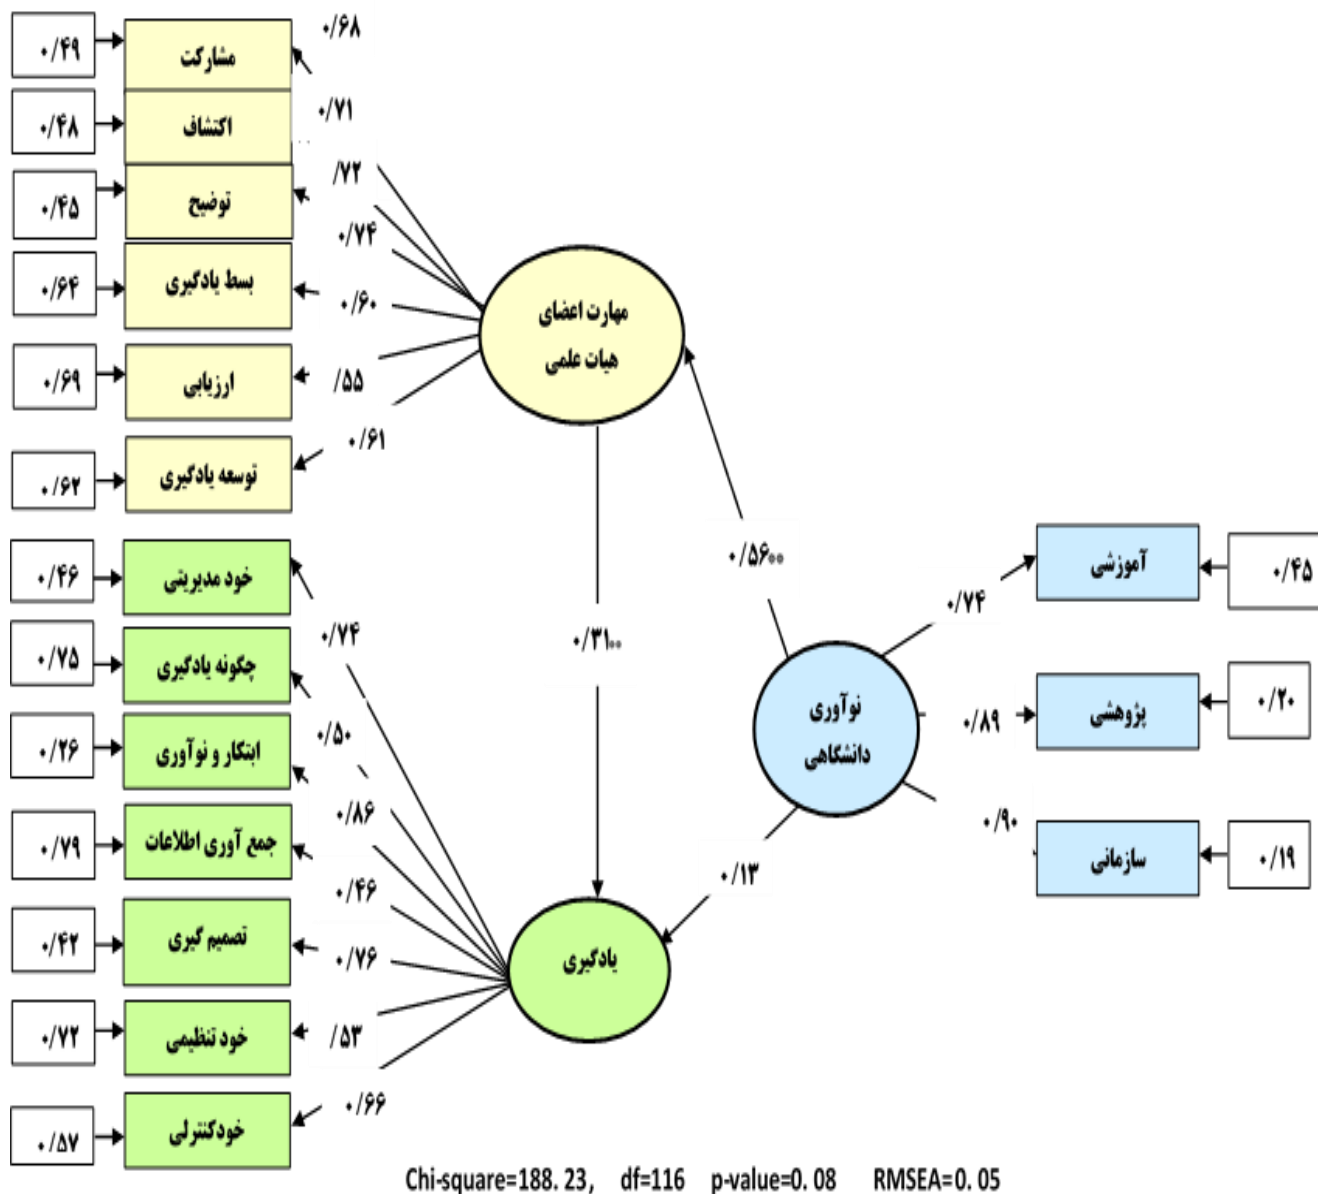 ۰/۴۹
مشارکت
۰/۶۸
۰/۴۸
اکتشاف
۰/۷۱
۰/۴۵
توضیح
/۷۲
۰/۷۴
۰/۶۴
بسط یادگیری
۰/۶۰
۰/۶۹
ارزیابی
/۵۵
۰/۶۲
توسعه یادگیری
۰/۶۱
مهارت اعضای
هیات علمی
۰/۵۶**
۰/۳۱**
۰/۴۶
خود مدیریتی
۰/۷۴
۰/۷۵
چگونه یادگیری
۰/۵۰
۰/۲۶
ابتکار و نوآوری
۰/۸۶
۰/۷۹
جمع آوری اطلاعات
۰/۴۶
۰/۴۲
تصمیم گیری
۰/۷۶
۰/۷۲
خود تنظیمی
/۵۳
۰/۵۷
خودکنترلی
۰/۶۶
یادگیری
۰/۱۳
نوآوری
دانشگاهی
۰/۷۴
آموزشی
۰/۴۵
۰/۸۹
پژوهشی
۰/۲۰
۰/۹۰
سازمانی
۰/۱۹
Chi-square=188. 23, df=116 p-value=0. 08 RMSEA=0. 05